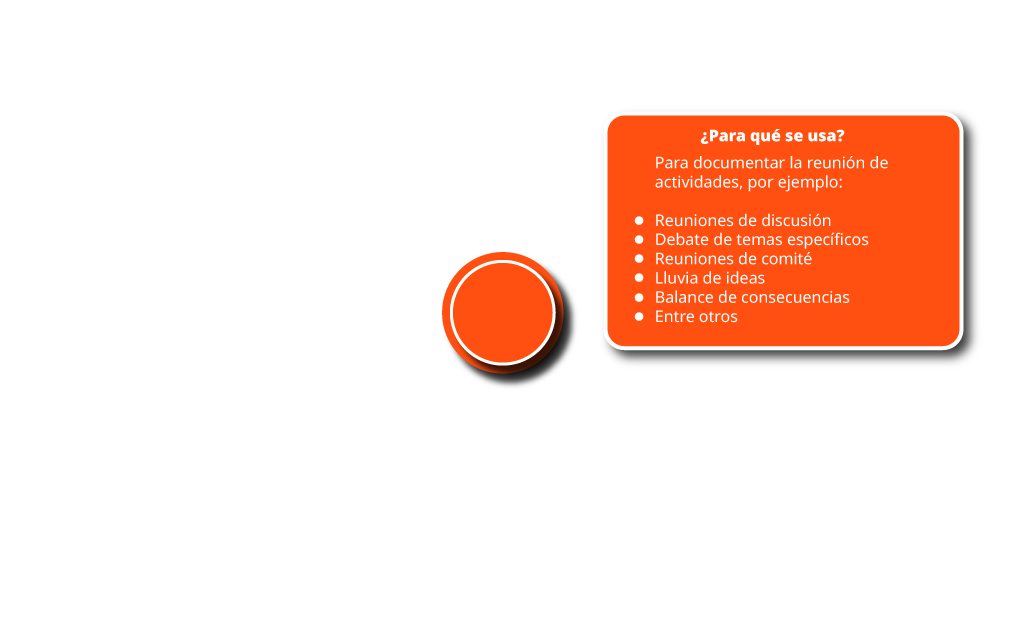 ¿Para qué se usa?
Para documentar la reunión de
actividades, por ejemplo:
Reuniones de discusión
Debate de temas específicos
Reuniones de comité
Lluvia de ideas
Balance de consecuencias
Entre otros